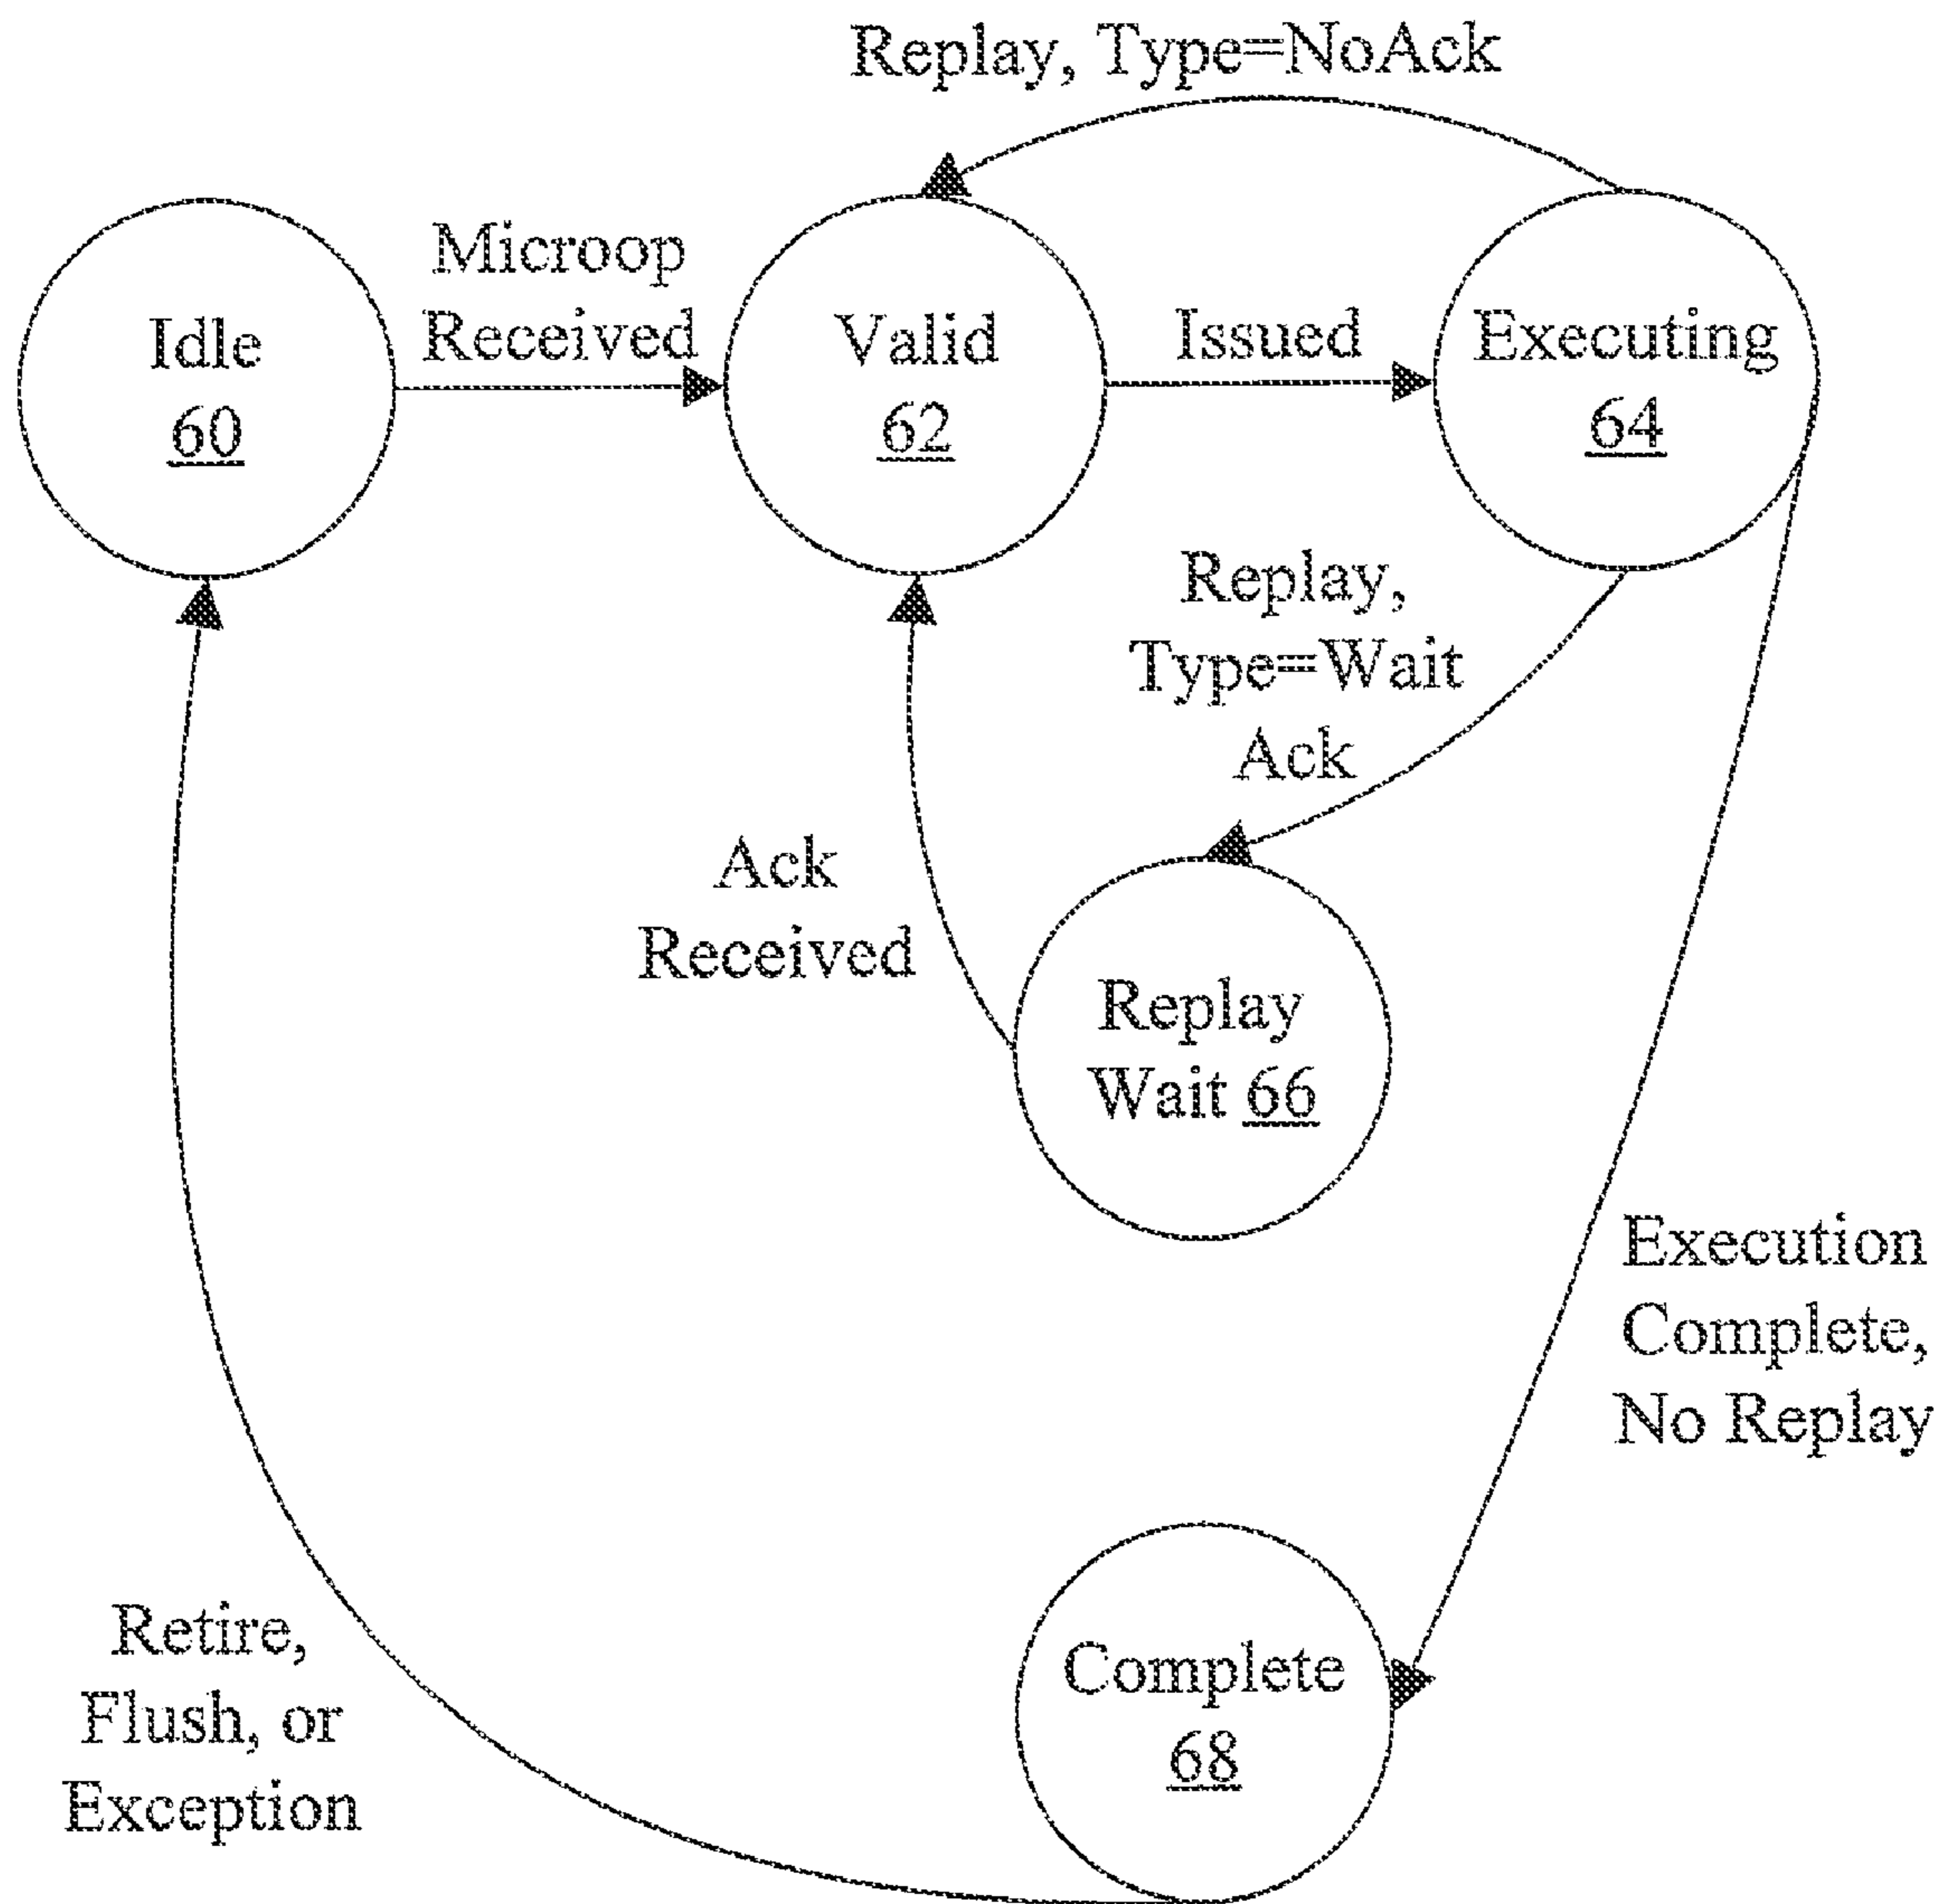 Replay, Type=NoAck
Idle
60
Microop
Received
Valid
62
Issued
Executing
64
Replay,
Type=Wait
Ack
Ack
Received
Replay
Wait 66
Execution
Complete,
No Replay
Complete
68
Retire,
Flush, or
Exception